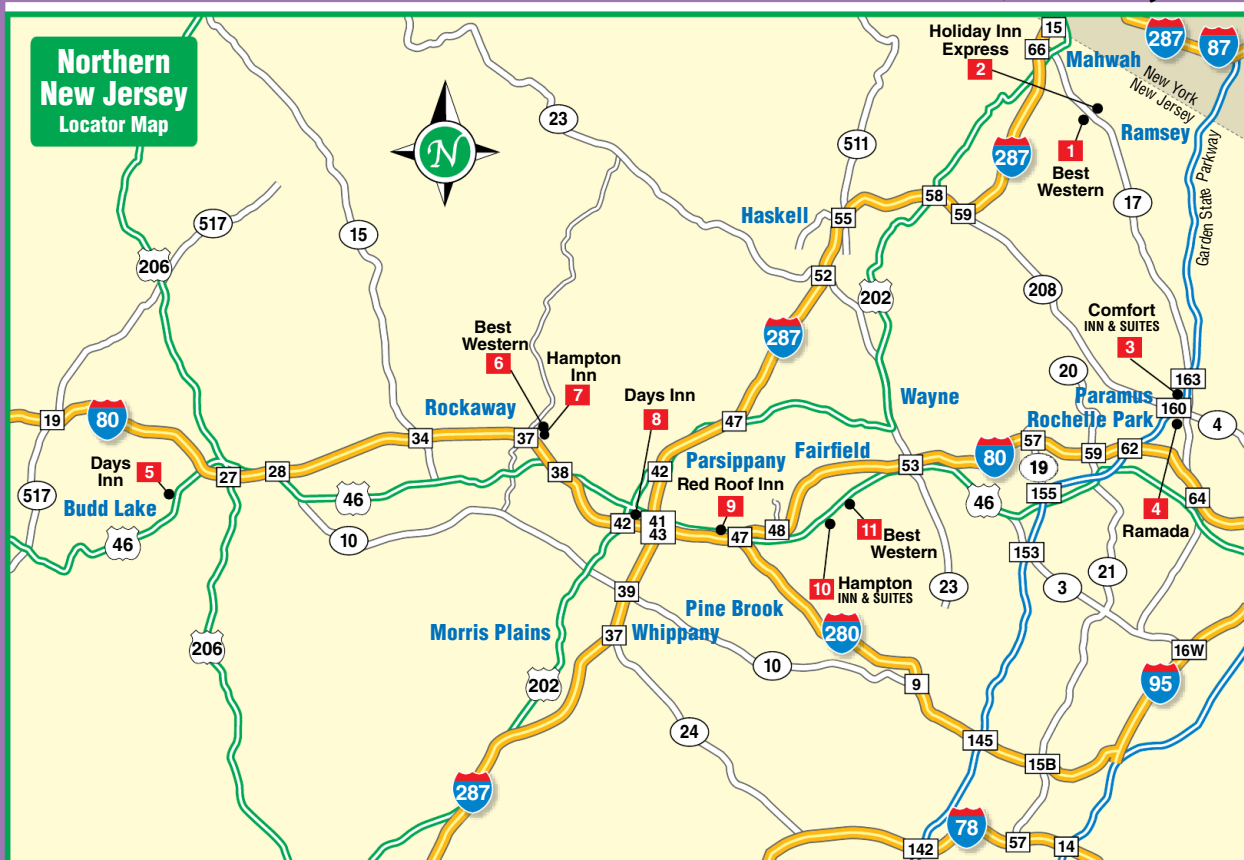 Northern
New Jersey
Locator Map
N
Holiday Inn
Express
2
15
66
Mahwah
287
87
New York
New Jersey
Ramsey
1
Best
Western
287
Garden State Parkway
23
511
517
15
206
Haskell
55
58
59
17
52
202
208
Comfort
INN & SUITES
3
287
Best
Western
6
Hampton
Inn
7
Days Inn
8
20
163
Paramus
160
Rochelle Park
4
Wayne
19
80
Rockaway
34
37
47
Fairfield
57
80
59
62
19
Days
Inn
5
27
28
38
42
Parsippany
Red Roof Inn
9
53
46
155
64
4
Ramada
517
Budd Lake
46
46
10
42
41
43
47
48
11
Best
Western
10
Hampton
INN & SUITES
153
23
3
21
39
Pine Brook
280
206
Morris Plains
37
Whippany
16W
202
10
9
95
24
145
15B
287
78
142
57
14